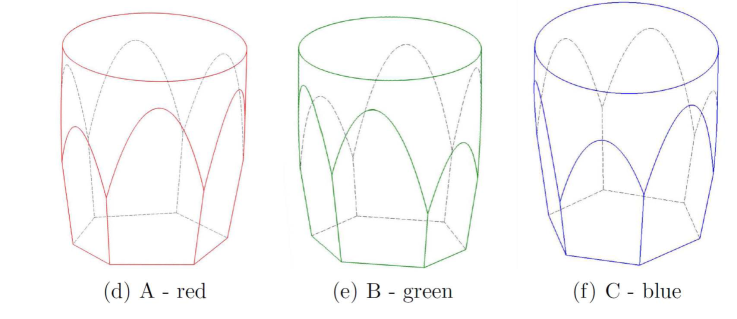 (d) A - red
(e) B - green
(f) C - blue